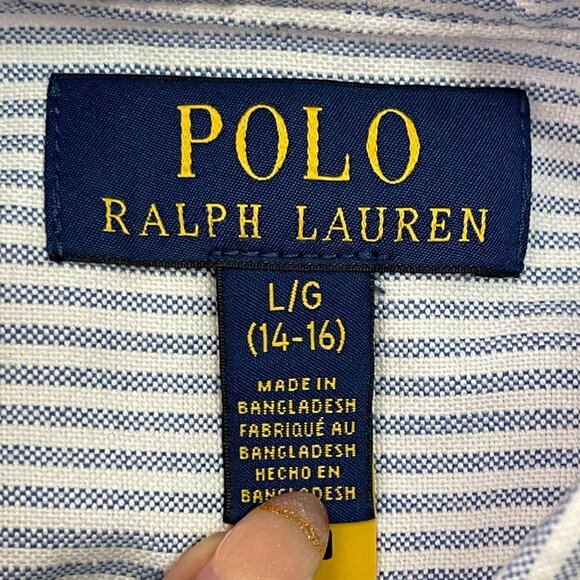 POLO
RALPH LAUREN
L/G
(14-16)
MADE IN
BANGLADESH
FABRIQUÉ AU
BANGLADESH
HECHO EN
BANGLADESH